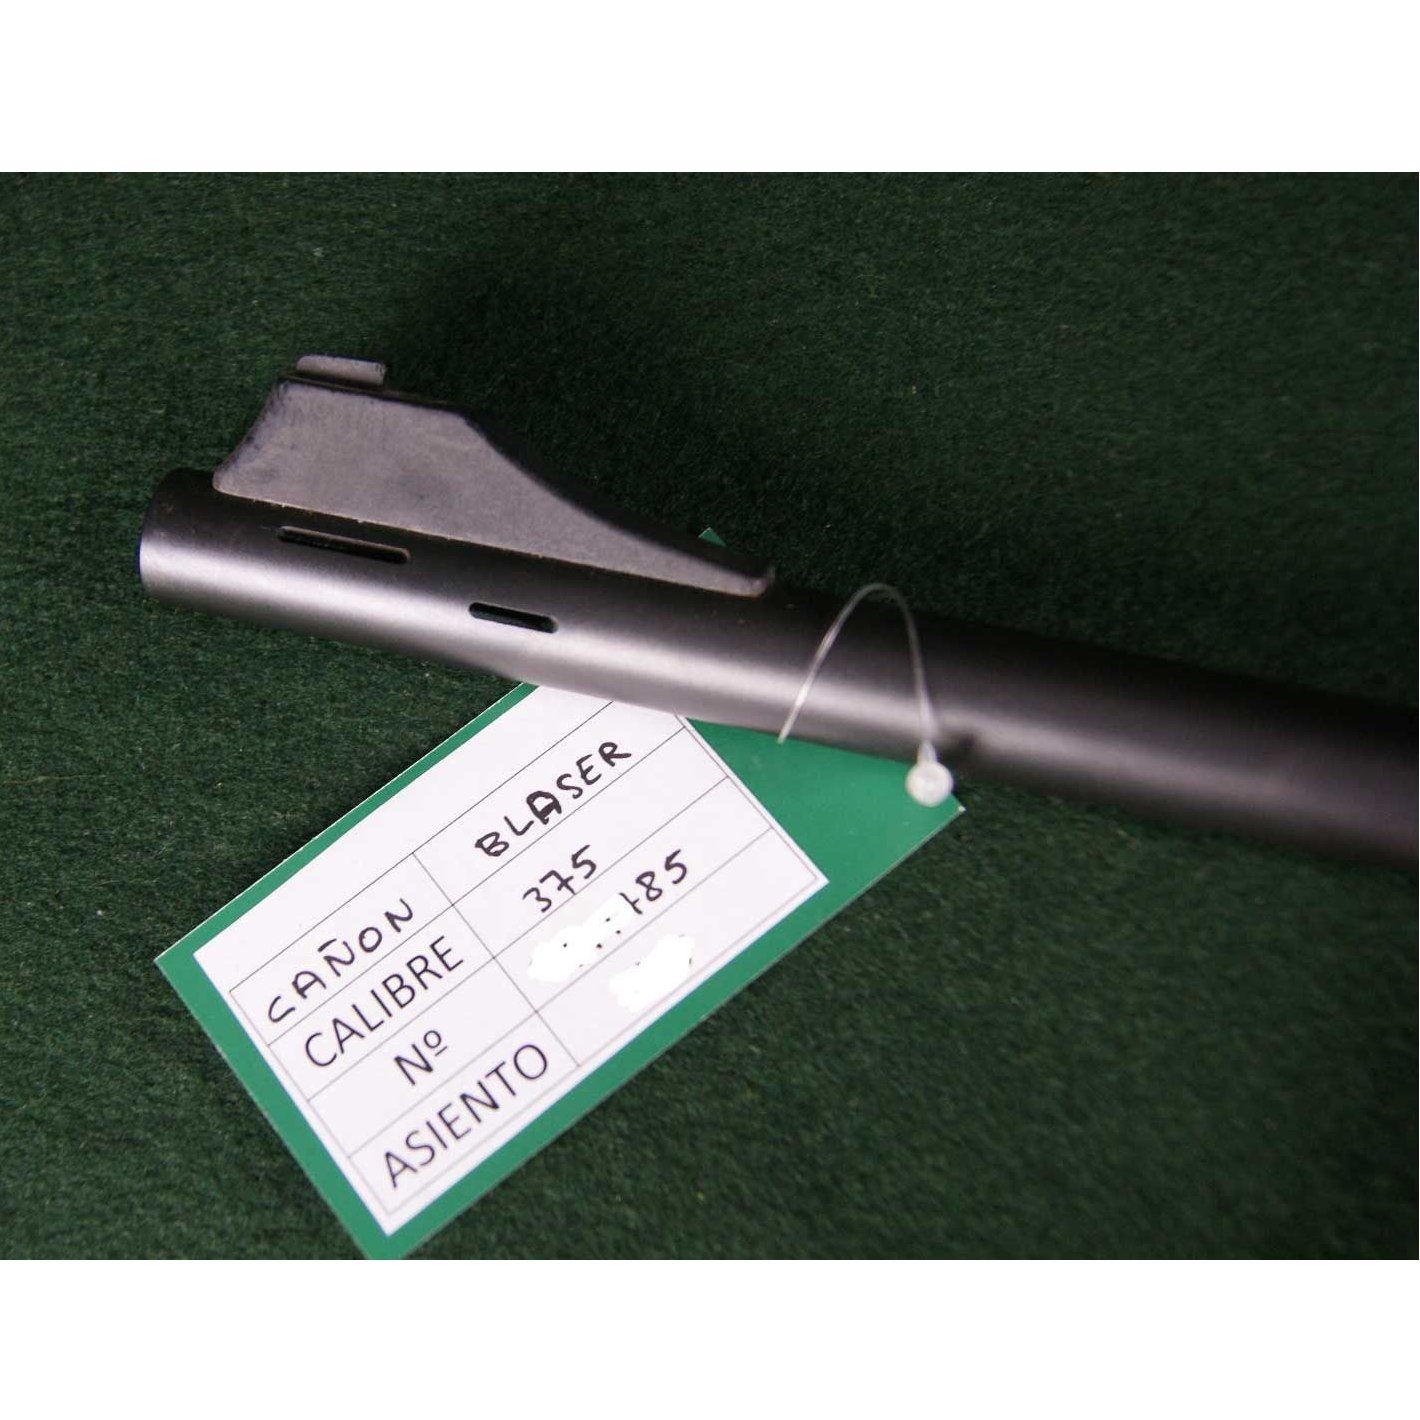 CAÑON BLASER
CALIBRE 375
Nº 185
ASIENTO